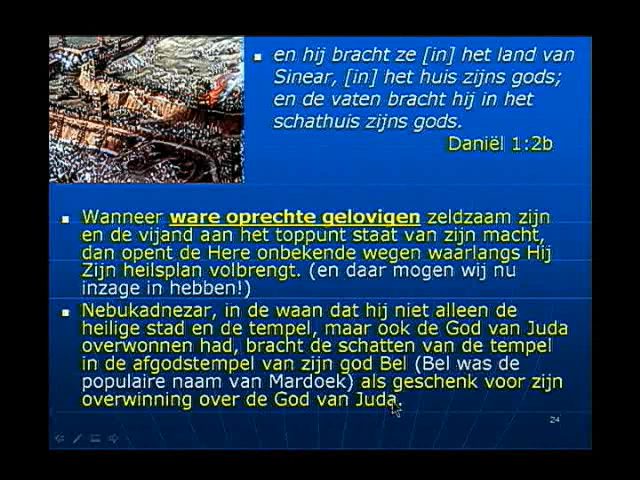 en hij bracht ze [in] het land van
Sinear, [in] het huis zijns gods;
en de vaten bracht hij in het
schathuis zijns gods.
Daniël 1:2b
Wanneer ware oprechte gelovigen zeldzaam zijn
en de vijand aan het toppunt staat van zijn macht,
dan opent de Here onbekende wegen waarlangs Hij
Zijn heilsplan volbrengt. (en daar mogen wij nu
inzage in hebben!)
Nebukadnezar, in de waan dat hij niet alleen de
heilige stad en de tempel, maar ook de God van Juda
overwonnen had, bracht de schatten van de tempel
in de afgodstempel van zijn god Bel (Bel was de
populaire naam van Mardoek) als geschenk voor zijn
overwinning over de God van Juda.
24